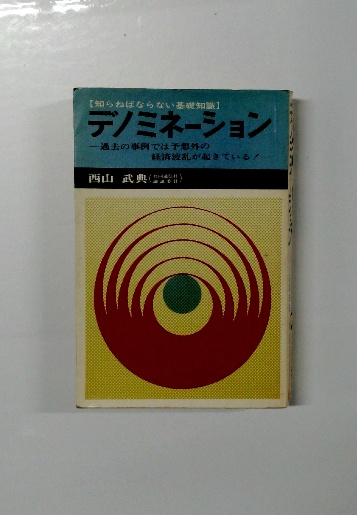 【知らねばならない基礎知識】
デノミネーション
―過去の事例では予想外の
経済波乱が起きている!
西山 武典